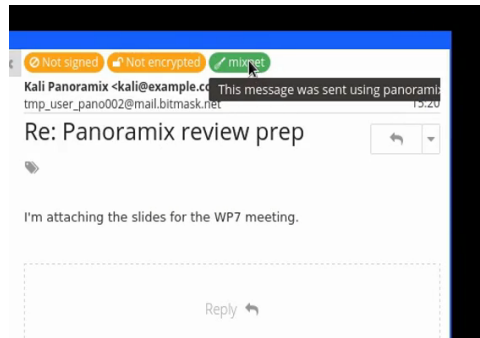 Not signed Not encrypted mixnet
Kali Panoramix <kali@example.co
This message was sent using panoramix
tmp_user_pano002@mail.bitmask.net 15:20
Re: Panoramix review prep
I'm attaching the slides for the WP7 meeting.
Reply